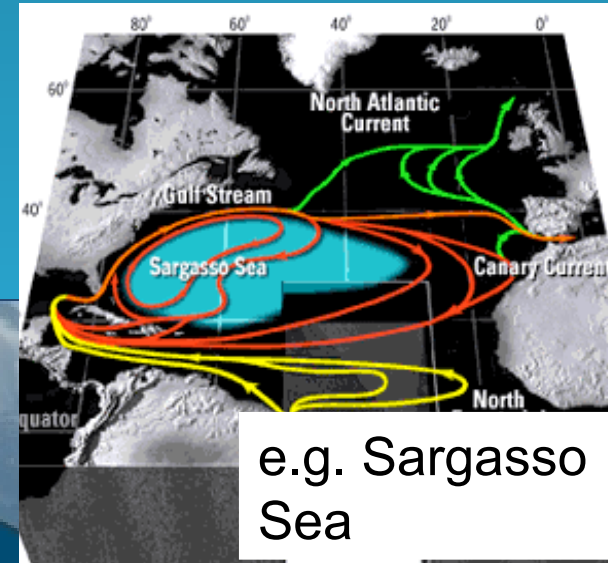 80° 60° 40° 20° 0°
60°
North Atlantic
Current
Gulf Stream
40°
Sargasso Sea
Canary Current
North
quator
e.g. Sargasso
Sea